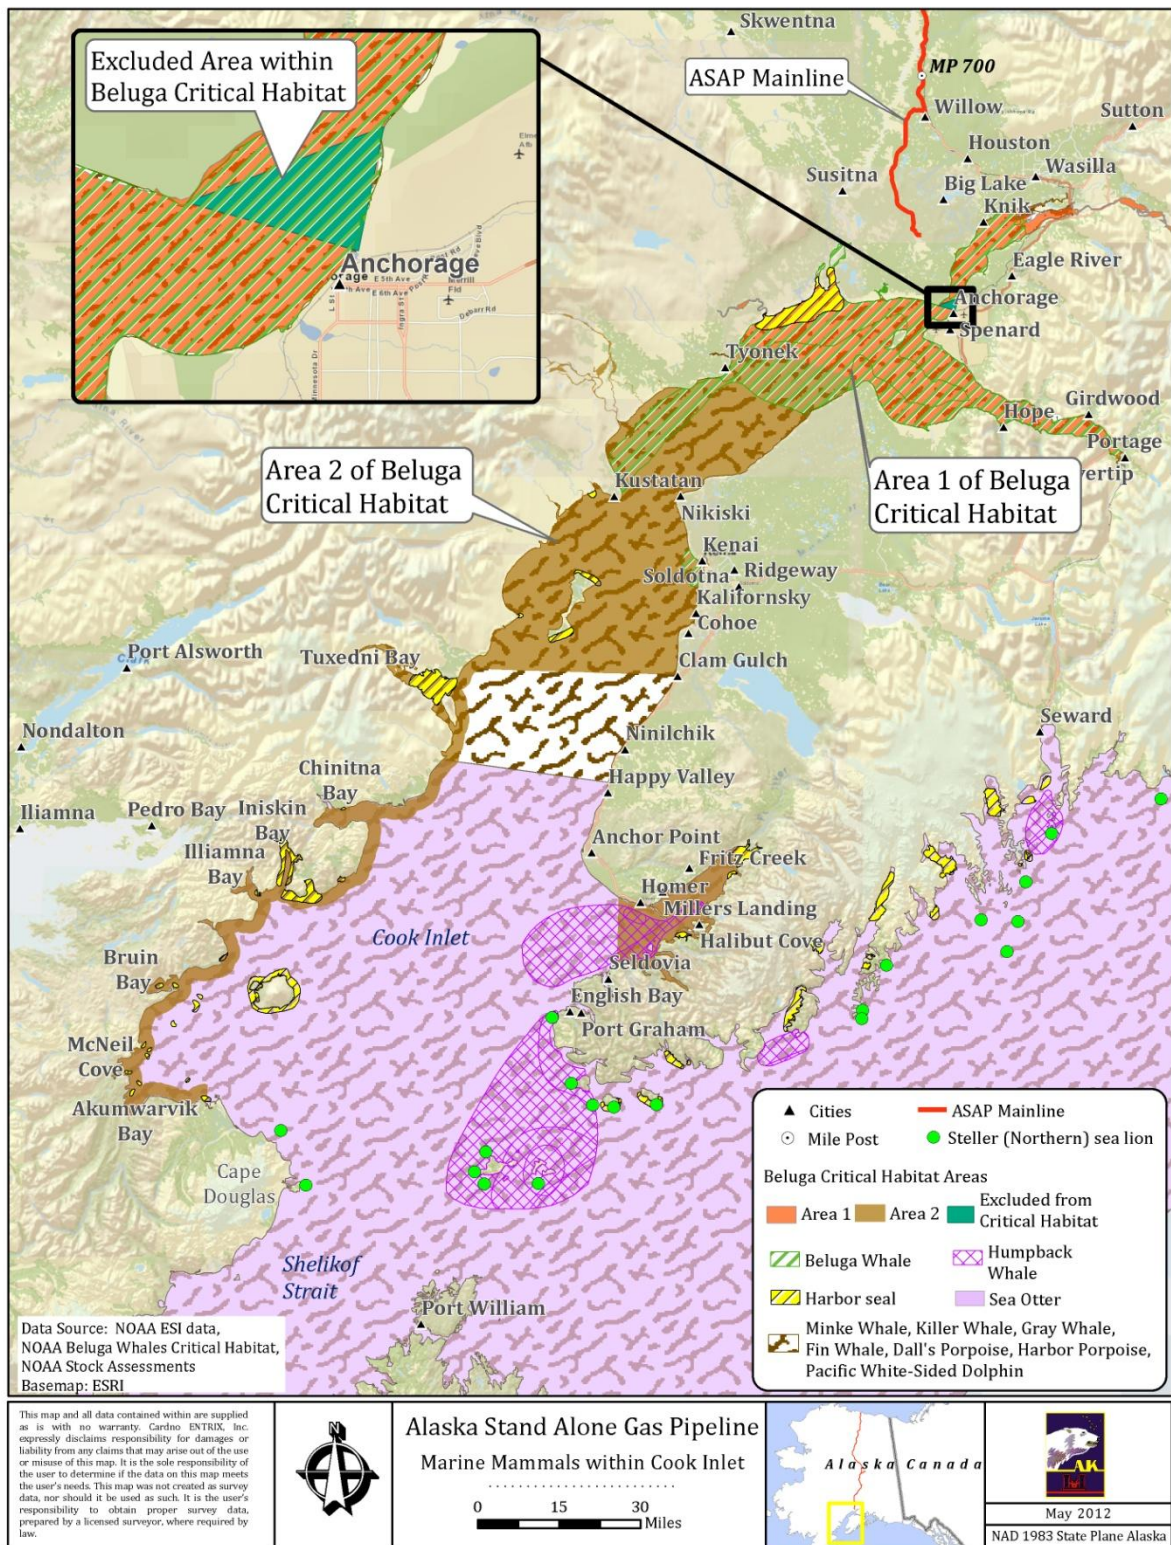 Skwentna
MP 700
ASAP Mainline
Willow
Sutton
Houston
Wasilla
Susitna
Big Lake
Knik
Eagle River
Anchorage
Spenard
Excluded Area within
Beluga Critical Habitat
Anchorage
E 5th Ave
E 6th Ave
L St
Ingra St
Debarr Rd
Minnesota Dr
Merrill
Fld
Tyonek
Girdwood
Hope
Portage
vertip
Area 2 of Beluga
Critical Habitat
Area 1 of Beluga
Critical Habitat
Kustatan
Nikiski
Kenai
Soldotna
Ridgeway
Kalifornsky
Cohoe
Port Alsworth
Tuxedni Bay
Clam Gulch
Nondalton
Ninilchik
Seward
Chinitna
Bay
Happy Valley
Iliamna
Pedro Bay
Iniskin
Bay
Illiamna
Bay
Anchor Point
Fritz Creek
Homer
Millers Landing
Cook Inlet
Halibut Cove
Bruin
Bay
Seldovia
English Bay
Port Graham
McNeil
Cove
Akumwarvik
Bay
Cape
Douglas
Shelikof
Strait
Port William
Cities
ASAP Mainline
Mile Post
Steller (Northern) sea lion
Beluga Critical Habitat Areas
Area 1
Area 2
Excluded from
Critical Habitat
Beluga Whale
Humpback
Whale
Harbor seal
Sea Otter
Minke Whale, Killer Whale, Gray Whale,
Fin Whale, Dall's Porpoise, Harbor Porpoise,
Pacific White-Sided Dolphin
Data Source: NOAA ESI data,
NOAA Beluga Whales Critical Habitat,
NOAA Stock Assessments
Basemap: ESRI
This map and all data contained within are supplied
as is with no warranty. Cardno ENTRIX, Inc.
expressly disclaims responsibility for damages or
liability from any claims that may arise out of the use
or misuse of this map. It is the sole responsibility of
the user to determine if the data on this map meets
the user's needs. This map was not created as survey
data, nor should it be used as such. It is the user's
responsibility to obtain proper survey data,
prepared by a licensed surveyor, where required by
law.
N
Alaska Stand Alone Gas Pipeline
Marine Mammals within Cook Inlet
0 15 30
Miles
Alaska Canada
AK
May 2012
NAD 1983 State Plane Alaska